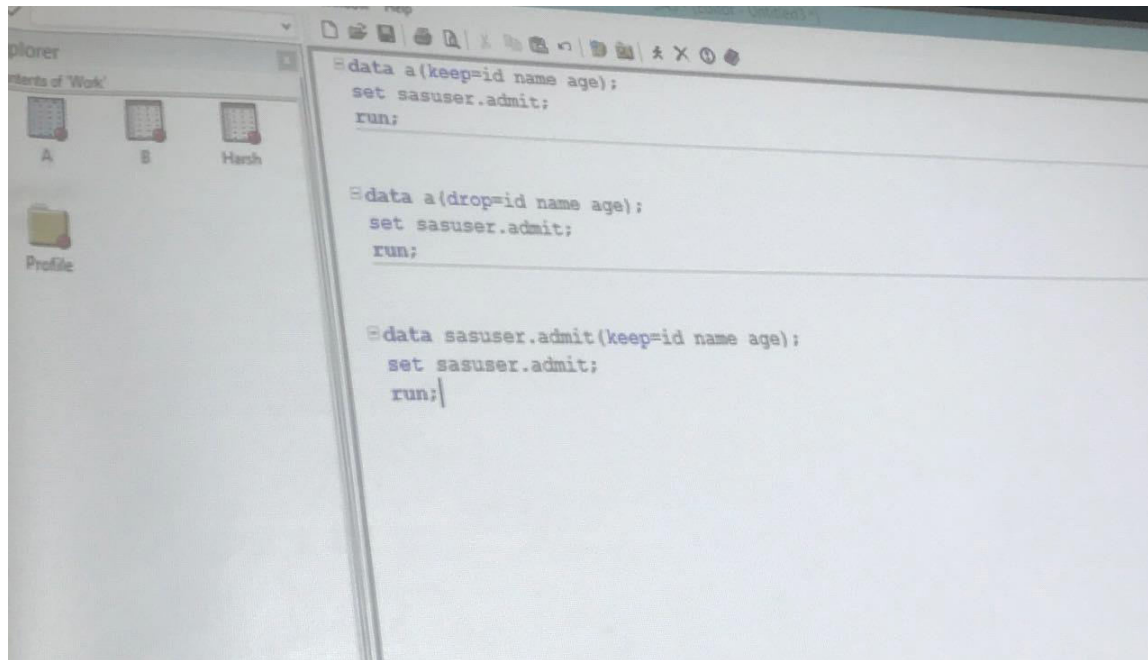 Help
plorer
ntents of 'Work'
A
B
Harsh
Profile
data a(keep=id name age);
set sasuser.admit;
run;
data a(drop=id name age);
set sasuser.admit;
run;
data sasuser.admit(keep=id name age);
set sasuser.admit;
run;